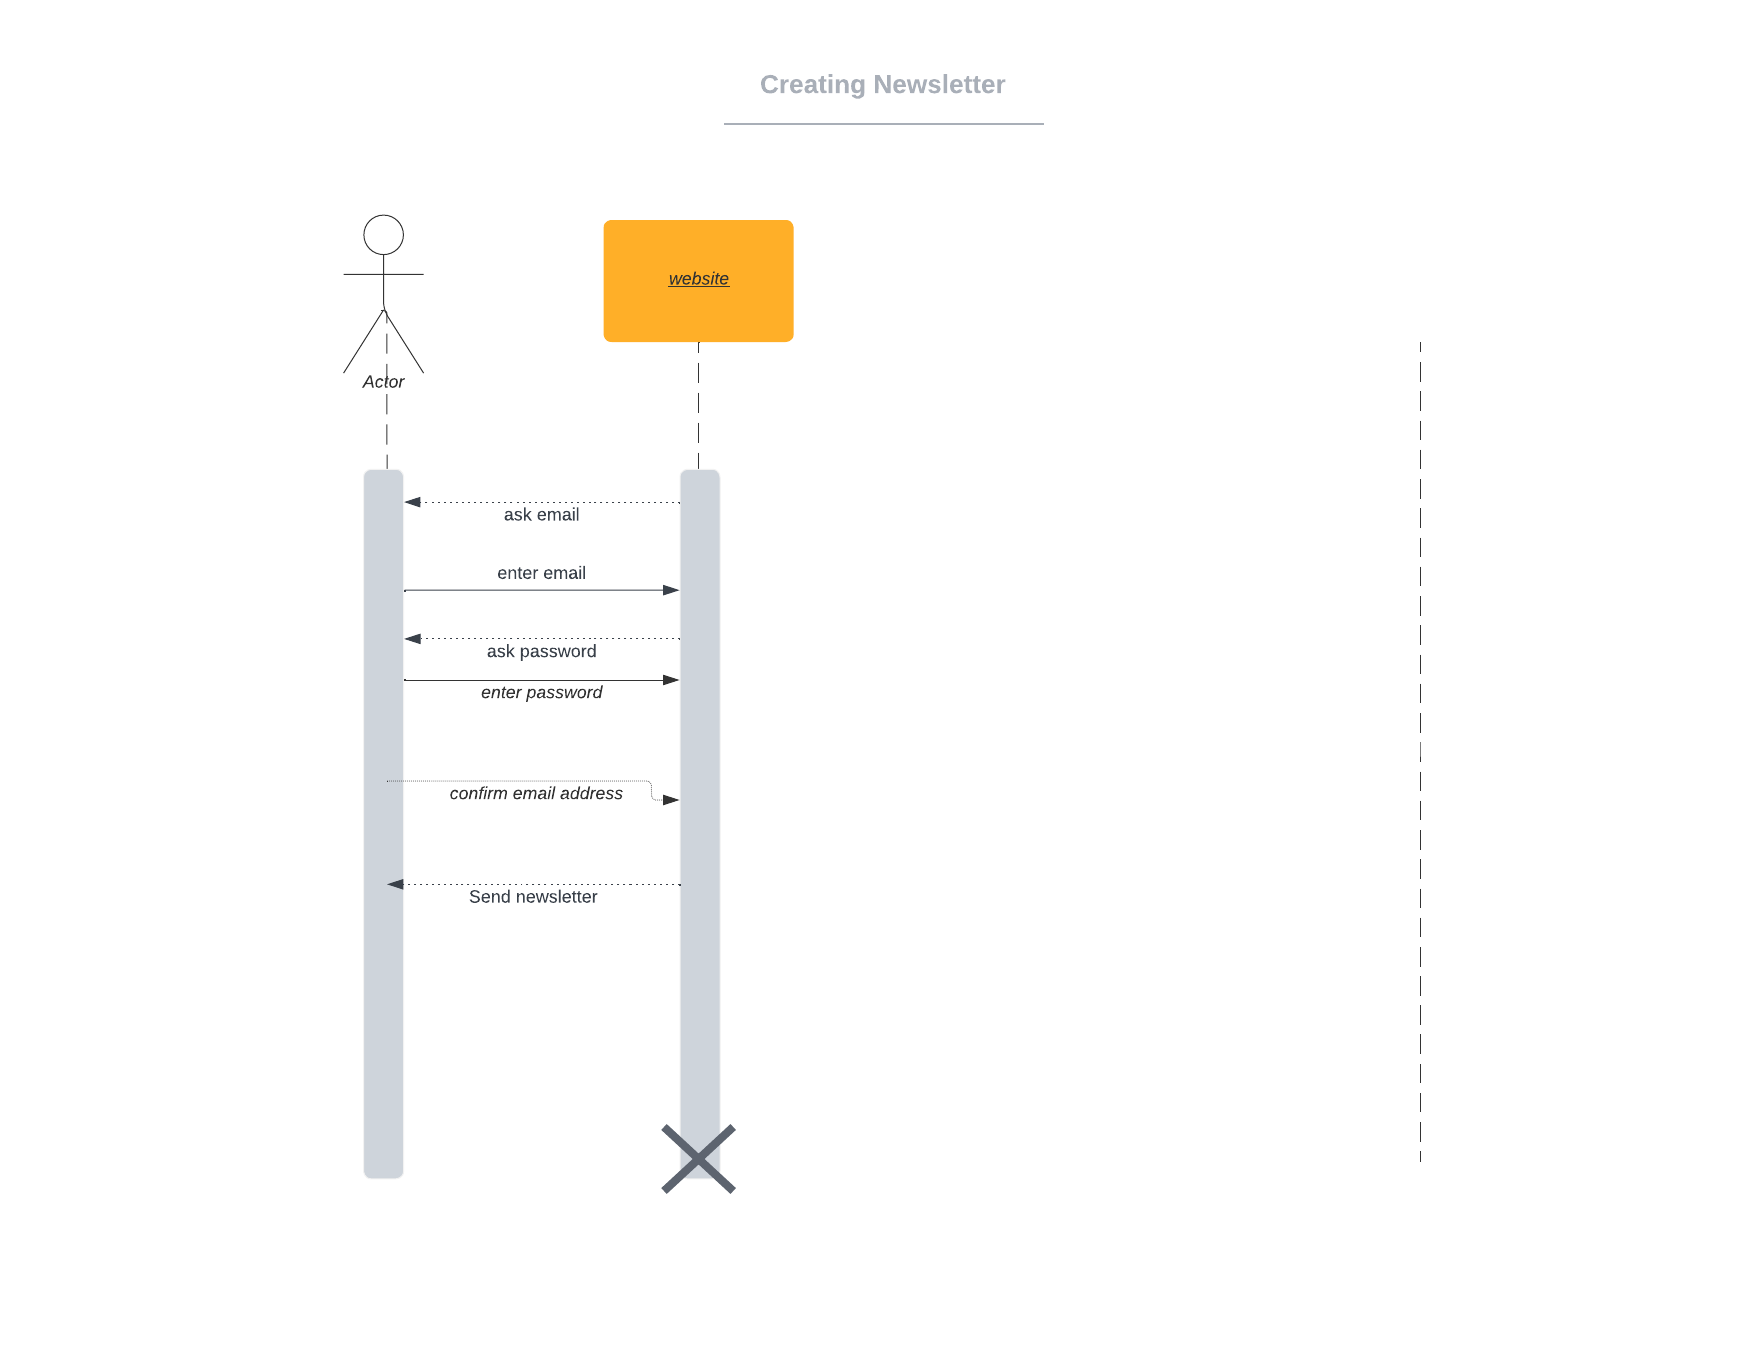 Creating Newsletter
website
Actor
ask email
enter email
ask password
enter password
confirm email address
Send newsletter